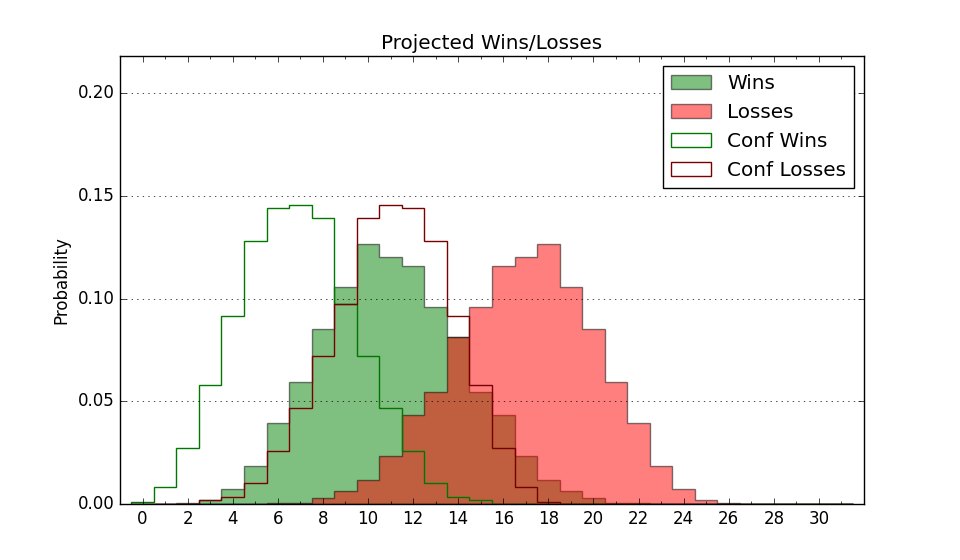 Projected Wins/Losses
Wins
Losses
Conf Wins
Conf Losses
Probability
0.20
0.15
0.10
0.05
0.00
0 2 4 6 8 10 12 14 16 18 20 22 24 26 28 30